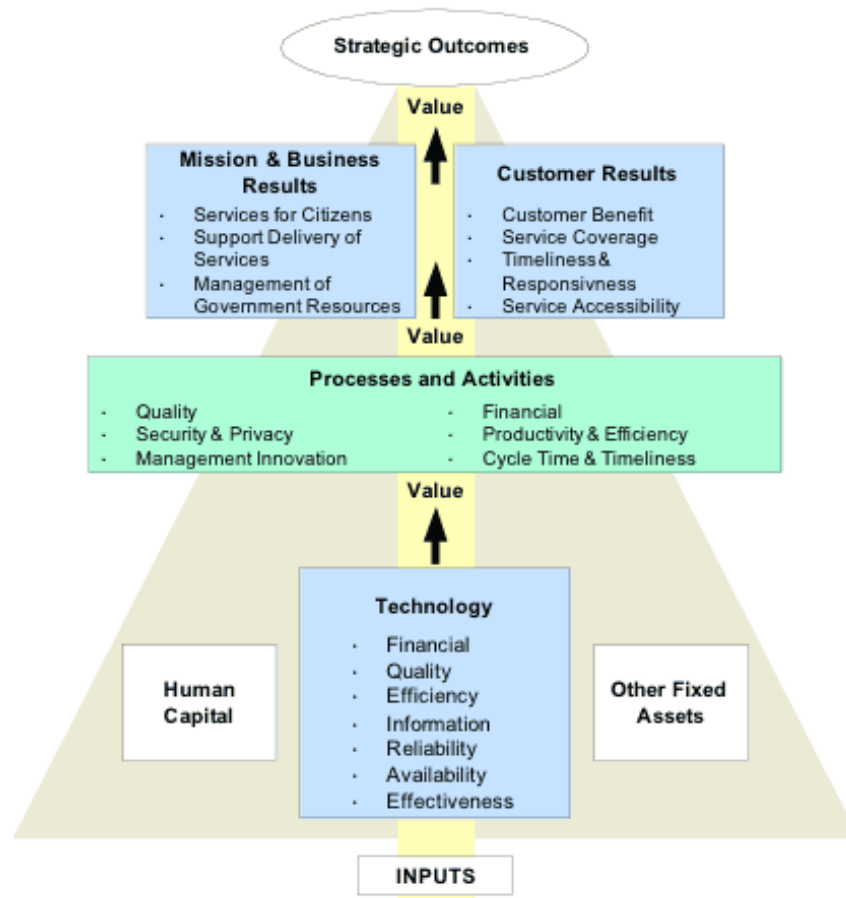 Strategic Outcomes
Value
Mission & Business
Results
· Services for Citizens
· Support Delivery of
Services
· Management of
Government Resources
Customer Results
· Customer Benefit
· Service Coverage
· Timeliness &
Responsivness
· Service Accessibility
Value
Processes and Activities
· Quality
· Security & Privacy
· Management Innovation
· Financial
· Productivity & Efficiency
· Cycle Time & Timeliness
Value
Technology
· Financial
· Quality
· Efficiency
· Information
· Reliability
· Availability
· Effectiveness
Human
Capital
Other Fixed
Assets
INPUTS